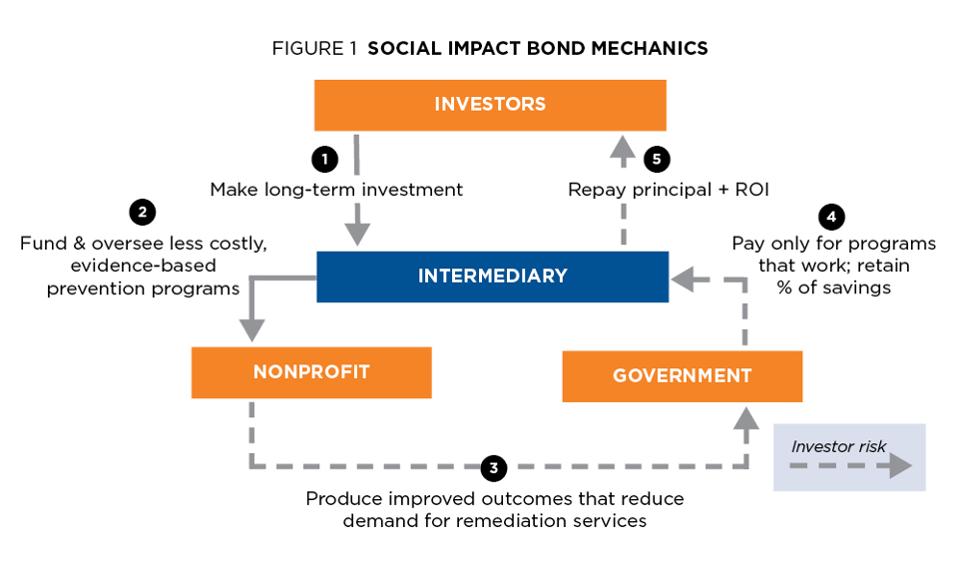 FIGURE 1 SOCIAL IMPACT BOND MECHANICS
INVESTORS
1
Make long-term investment
5
Repay principal + ROI
2
Fund & oversee less costly,
evidence-based
prevention programs
4
Pay only for programs
that work; retain
% of savings
INTERMEDIARY
NONPROFIT
GOVERNMENT
Investor risk
3
Produce improved outcomes that reduce
demand for remediation services